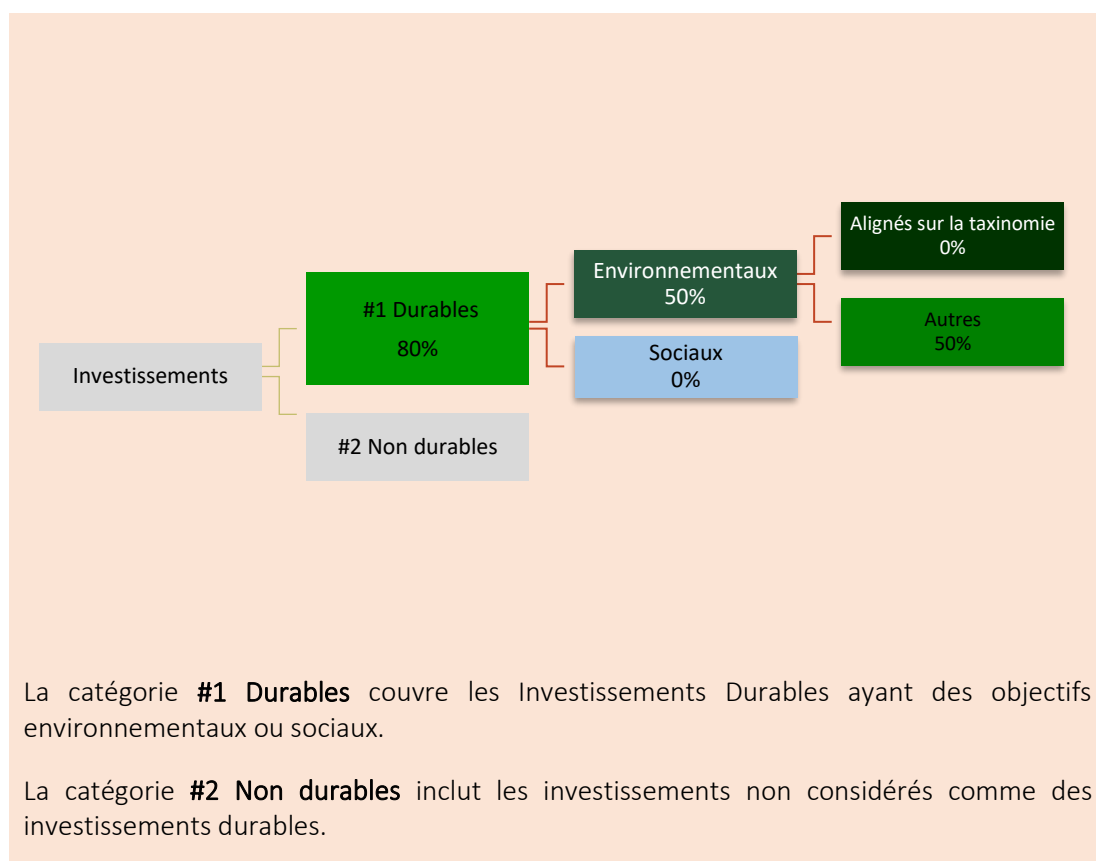 Investissements
#1 Durables
80%
#2 Non durables
Environnementaux
50%
Sociaux
0%
Alignés sur la taxinomie
0%
Autres
50%
La catégorie #1 Durables couvre les Investissements Durables ayant des objectifs
environnementaux ou sociaux.
La catégorie #2 Non durables inclut les investissements non considérés comme des
investissements durables.